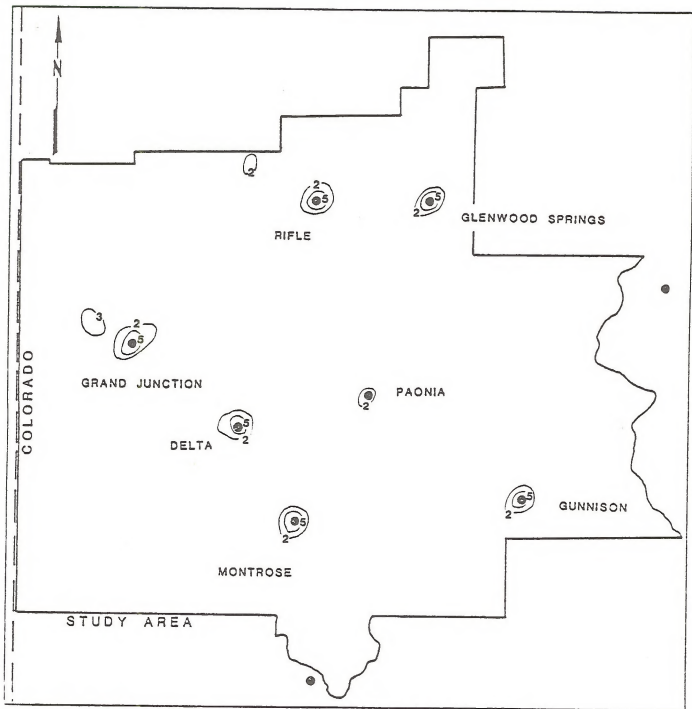 N
2
2
5
5
2
RIFLE
GLENWOOD SPRINGS
3
2
5
GRAND JUNCTION
COLORADO
2
PAONIA
5
2
DELTA
5
2
GUNNISON
5
2
MONTROSE
STUDY AREA